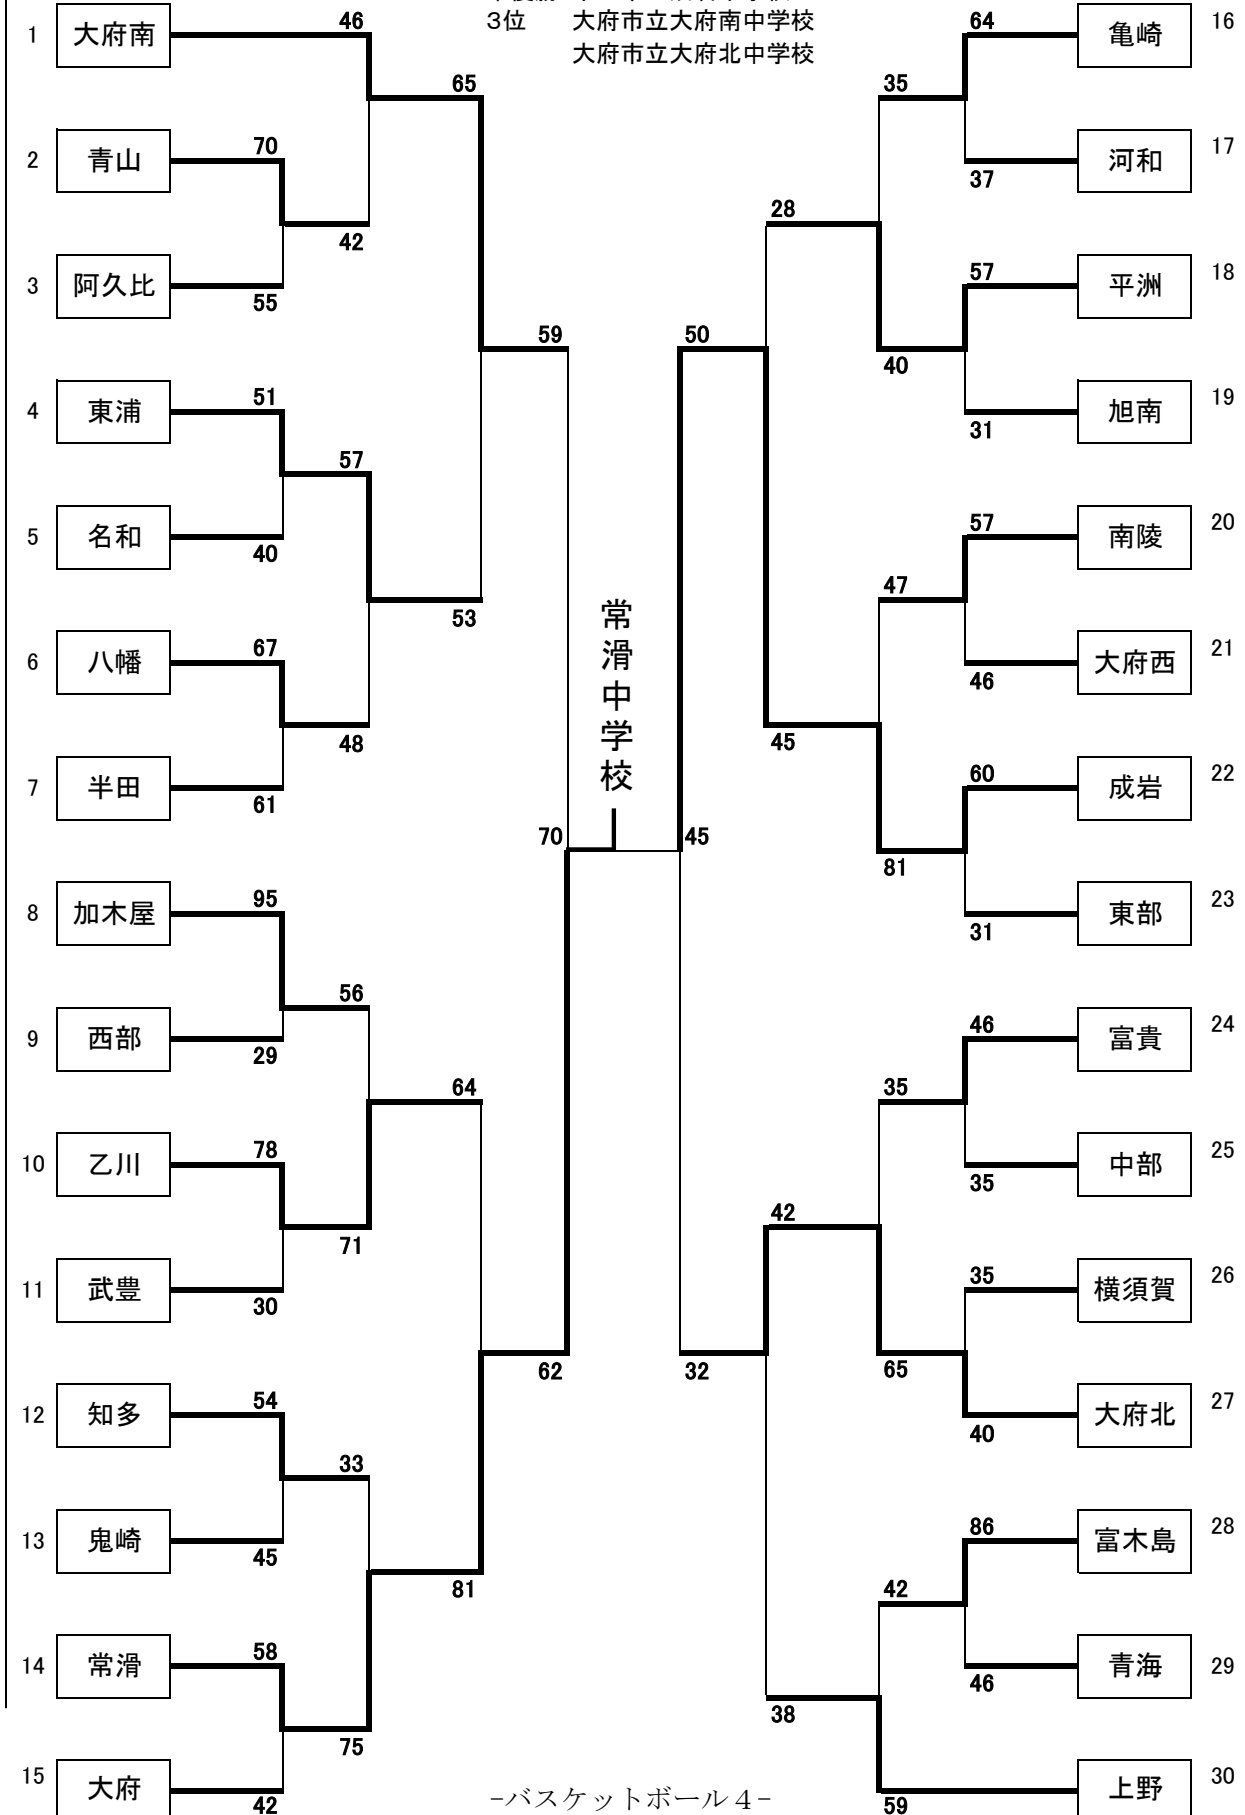 3位 大府市立大府南中学校
大府市立大府北中学校
1 大府南 46
65
2 青山 70
42
3 阿久比 55
59
4 東浦 51
57
5 名和 40
53
6 八幡 67
48
7 半田 61
常滑中学校
70
45
8 加木屋 95
56
9 西部 29
64
10 乙川 78
71
11 武豊 30
62
12 知多 54
33
13 鬼崎 45
81
14 常滑 58
75
15 大府 42
64 亀崎 16
35
37 河和 17
28
57 平洲 18
50
40
31 旭南 19
57 南陵 20
47
46 大府西 21
45
60 成岩 22
81
31 東部 23
46 富貴 24
35
35 中部 25
42
35 横須賀 26
32
65
40 大府北 27
86 富木島 28
42
46 青海 29
38
59 上野 30
-バスケットボール４-